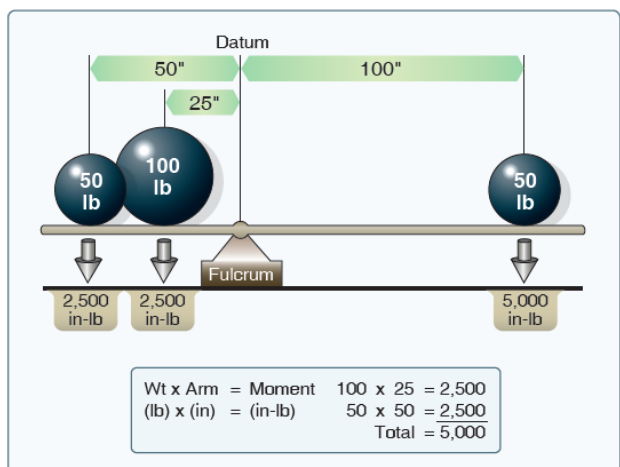 Datum
50"
100"
25"
50
lb
100
lb
50
lb
Fulcrum
2,500
in-lb
2,500
in-lb
5,000
in-lb
Wt x Arm = Moment 100 x 25 = 2,500
(lb) x (in) = (in-lb) 50 x 50 = 2,500
Total = 5,000